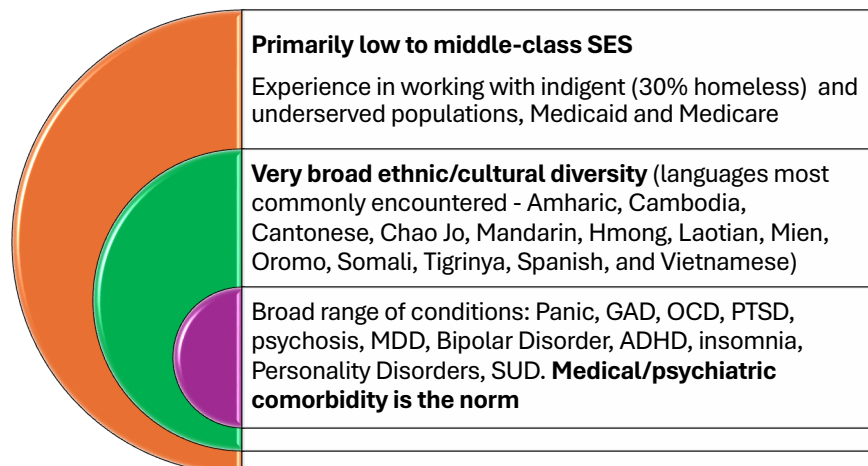 Primarily low to middle-class SES
Experience in working with indigent (30% homeless)  and
underserved populations, Medicaid and Medicare
Very broad ethnic/cultural diversity (languages most
commonly encountered - Amharic, Cambodia,
Cantonese, Chao Jo, Mandarin, Hmong, Laotian, Mien,
Oromo, Somali, Tigrinya, Spanish, and Vietnamese)
Broad range of conditions: Panic, GAD, OCD, PTSD,
psychosis, MDD, Bipolar Disorder, ADHD, insomnia,
Personality Disorders, SUD. Medical/psychiatric
comorbidity is the norm